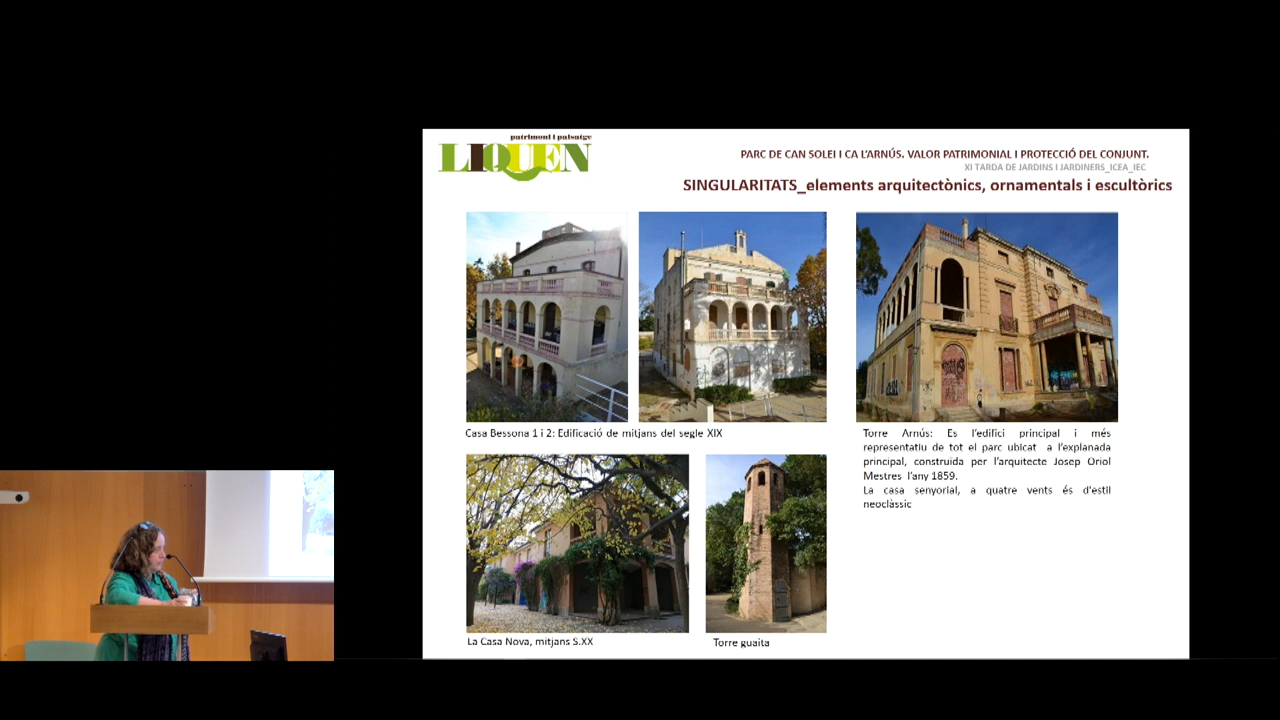 patrimoni i paisatge
LIQUEN
PARC DE CAN SOLEI I CA L'ARNÚS. VALOR PATRIMONIAL I PROTECCIÓ DEL CONJUNT.
XI TARDA DE JARDINS I JARDINERS_ICEA_IEC
SINGULARITATS_elements arquitectònics, ornamentals i escultòrics
Casa Bessona 1 i 2: Edificació de mitjans del segle XIX
Torre Arnús: Es l'edifici principal i més
representatiu de tot el parc ubicat a l'explanada
principal, construïda per l'arquitecte Josep Oriol
Mestres l'any 1859.
La casa senyorial, a quatre vents és d'estil
neoclàssic
La Casa Nova, mitjans S.XX
Torre guaita